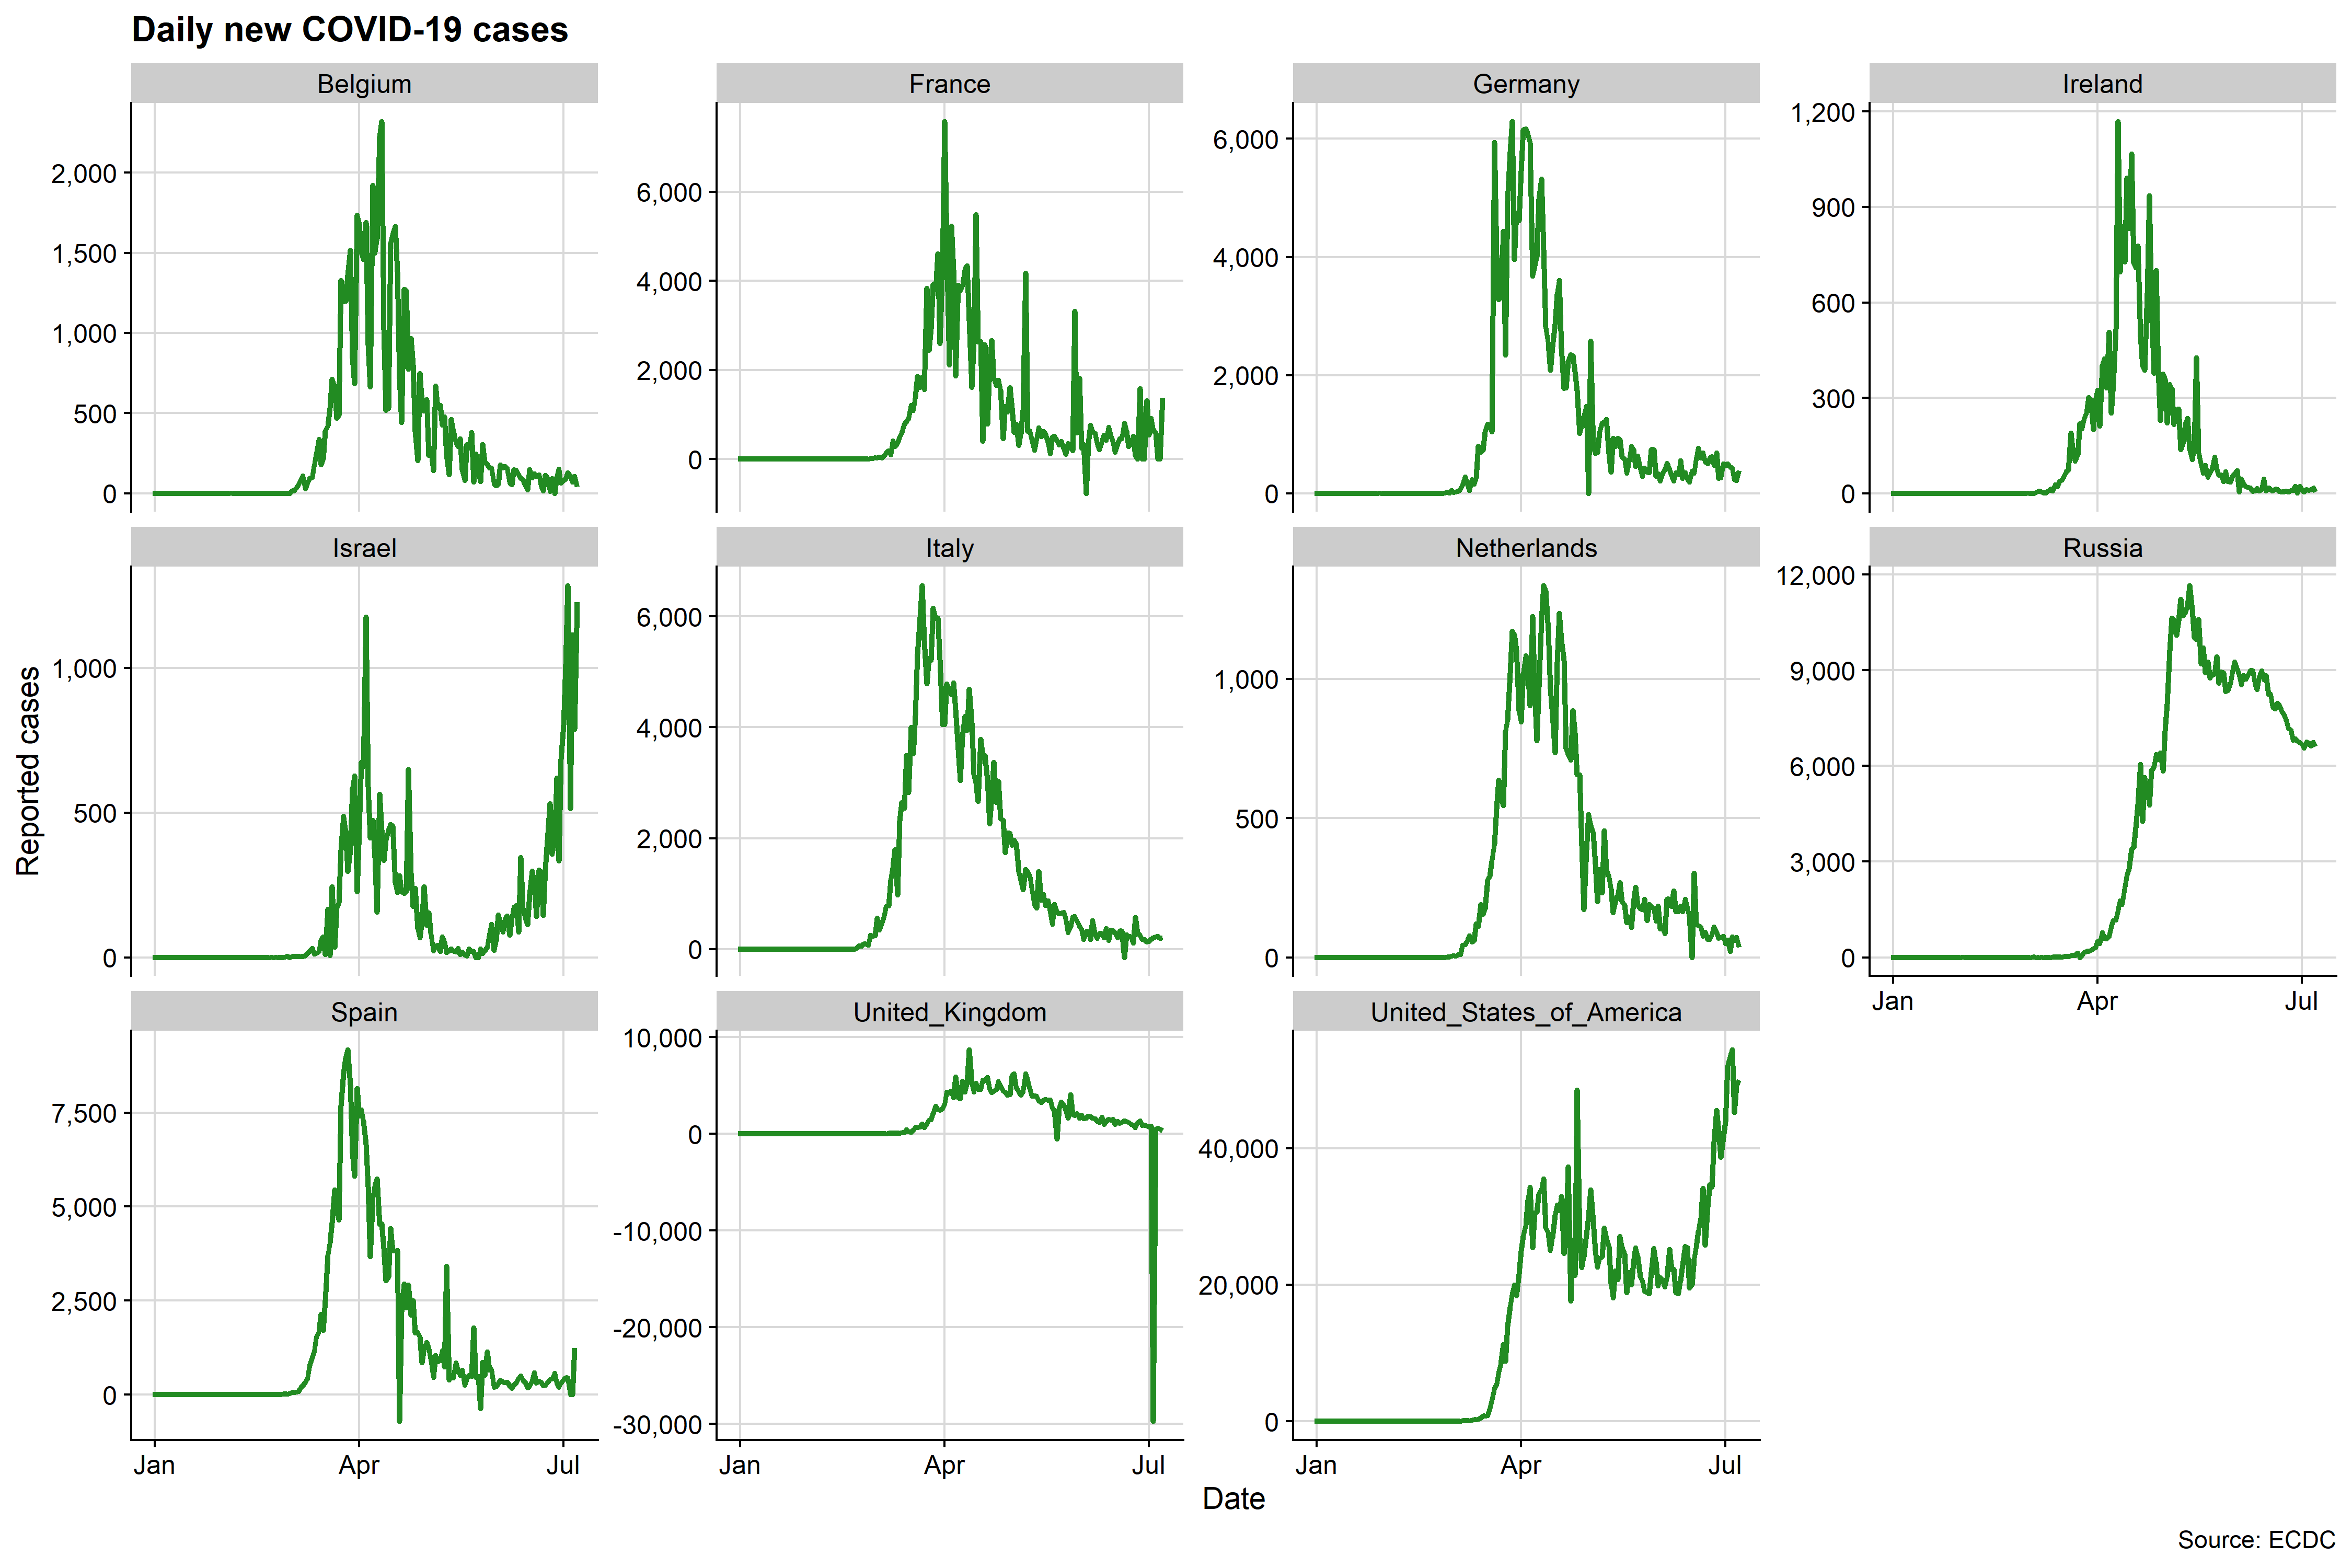 Daily new COVID-19 cases
Belgium
France
Germany
Ireland
2,000
1,500
1,000
500
0
6,000
4,000
2,000
0
6,000
4,000
2,000
0
1,200
900
600
300
0
Israel
Italy
Netherlands
Russia
1,000
500
0
6,000
4,000
2,000
0
1,000
500
0
12,000
9,000
6,000
3,000
0
Jan Apr Jul
Reported cases
Spain
United_Kingdom
United_States_of_America
7,500
5,000
2,500
0
10,000
0
-10,000
-20,000
-30,000
40,000
20,000
0
Jan Apr Jul
Jan Apr Jul
Jan Apr Jul
Date
Source: ECDC